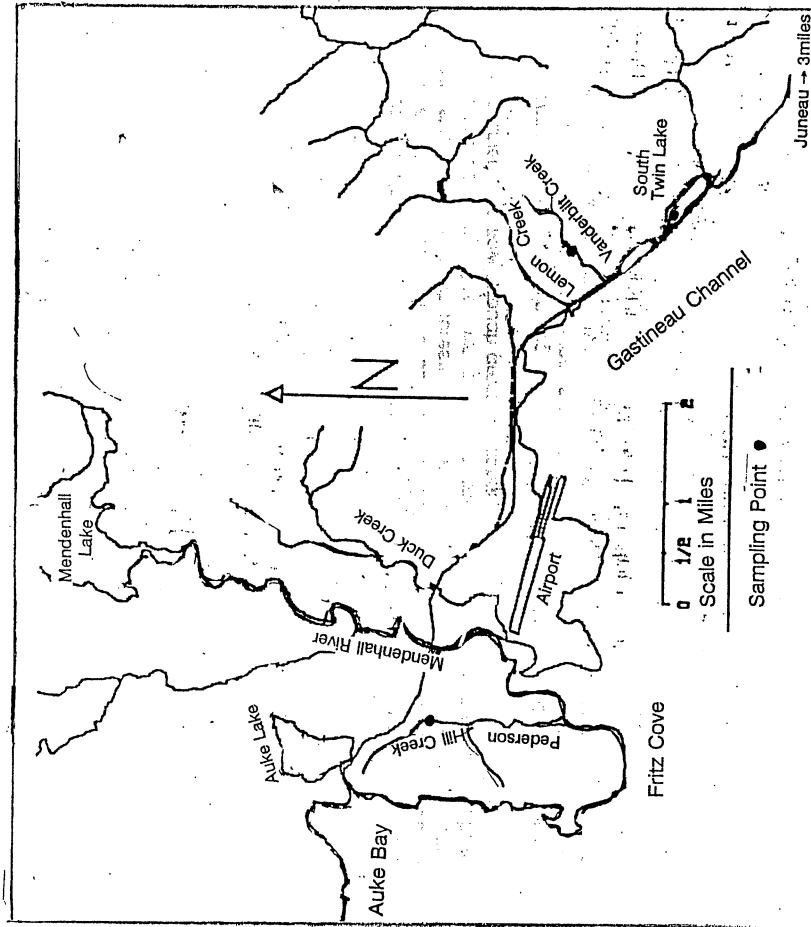 Mendenhall
Lake
Auke Lake
Mendenhall River
Duck Creek
N
Lemon
Creek
Vanderbilt Creek
South
Twin Lake
Auke Bay
Pederson
Hill Creek
Airport
Fritz Cove
Gastineau Channel
0 1/2 1 2
Scale in Miles
Sampling Point
Juneau → 3miles